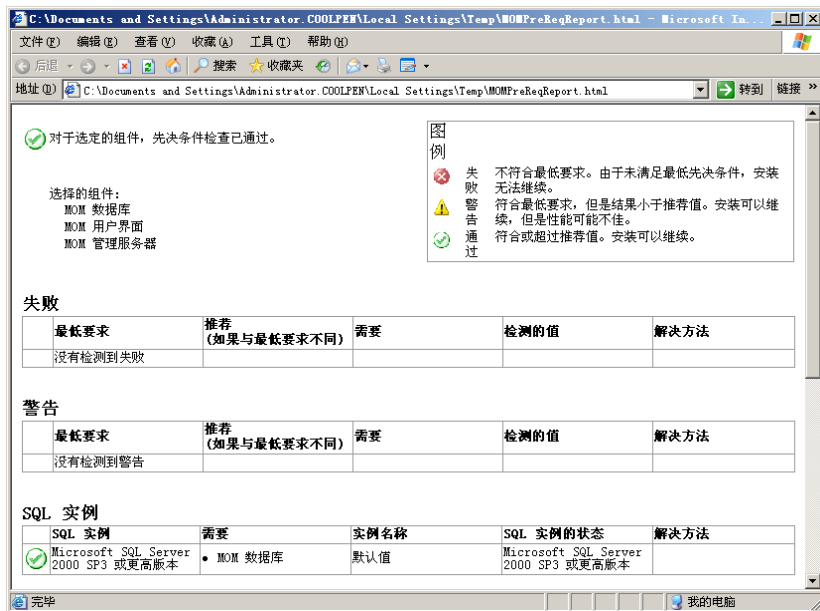 C:\Documents and Settings\Administrator.COOLPEN\Local Settings\Temp\MOMPreReqReport.html - Microsoft In...
文件(F) 编辑(E) 查看(V) 收藏(A) 工具(T) 帮助(H)
后退 搜索 收藏夹
地址(D) C:\Documents and Settings\Administrator.COOLPEN\Local Settings\Temp\MOMPreReqReport.html 转到 链接 »
对于选定的组件，先决条件检查已通过。
选择的组件:
MOM 数据库
MOM 用户界面
MOM 管理服务器
图例
失败 不符合最低要求。由于未满足最低先决条件，安装
无法继续。
警告 符合最低要求，但是结果小于推荐值。安装可以继
续，但是性能可能不佳。
通过 符合或超过推荐值。安装可以继续。
失败
最低要求 推荐 (如果与最低要求不同) 需要 检测的值 解决方法
没有检测到失败
警告
最低要求 推荐 (如果与最低要求不同) 需要 检测的值 解决方法
没有检测到警告
SQL 实例
SQL 实例 需要 实例名称 SQL 实例的状态 解决方法
Microsoft SQL Server 2000 SP3 或更高版本 • MOM 数据库 默认值 Microsoft SQL Server 2000 SP3 或更高版本
完毕 我的电脑